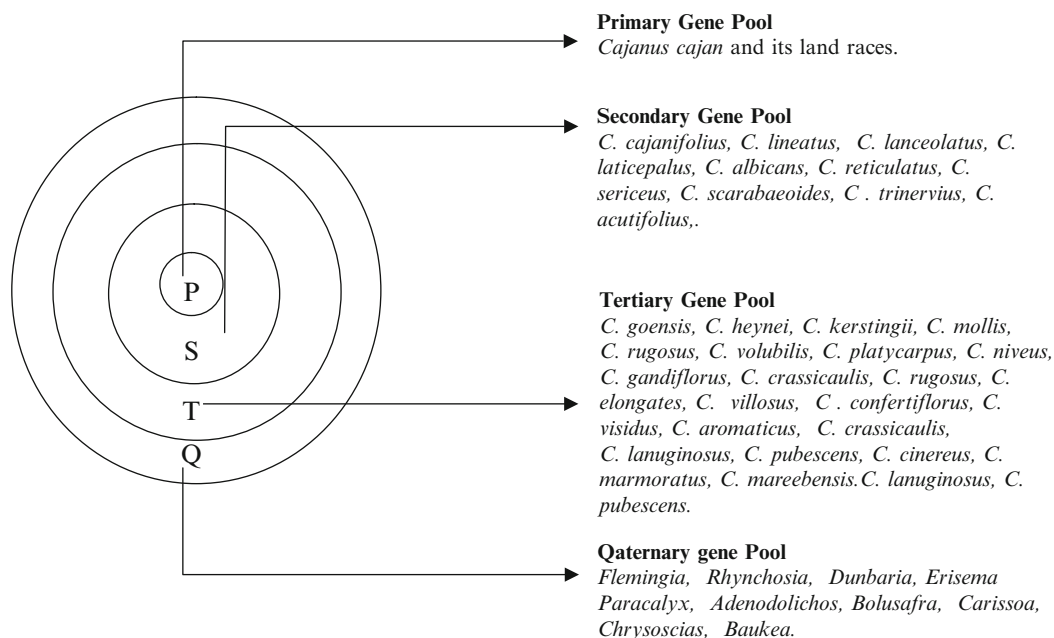 Primary Gene Pool
Cajanus cajan and its land races.
Secondary Gene Pool
C. cajanifolius, C. lineatus, C. lanceolatus, C.
laticepalus, C. albicans, C. reticulatus, C.
sericeus, C. scarabaeoides, C . trinervius, C.
acutifolius,.
P
S
T
Q
Tertiary Gene Pool
C. goensis, C. heynei, C. kerstingii, C. mollis,
C. rugosus, C. volubilis, C. platycarpus, C. niveus,
C. gandiflorus, C. crassicaulis, C. rugosus, C.
elongates, C. villosus, C . confertiflorus, C.
visidus, C. aromaticus, C. crassicaulis,
C. lanuginosus, C. pubescens, C. cinereus, C.
marmoratus, C. mareebensis.C. lanuginosus, C.
pubescens.
Qaternary gene Pool
Flemingia, Rhynchosia, Dunbaria, Erisema
Paracalyx, Adenodolichos, Bolusafra, Carissoa,
Chrysoscias, Baukea.